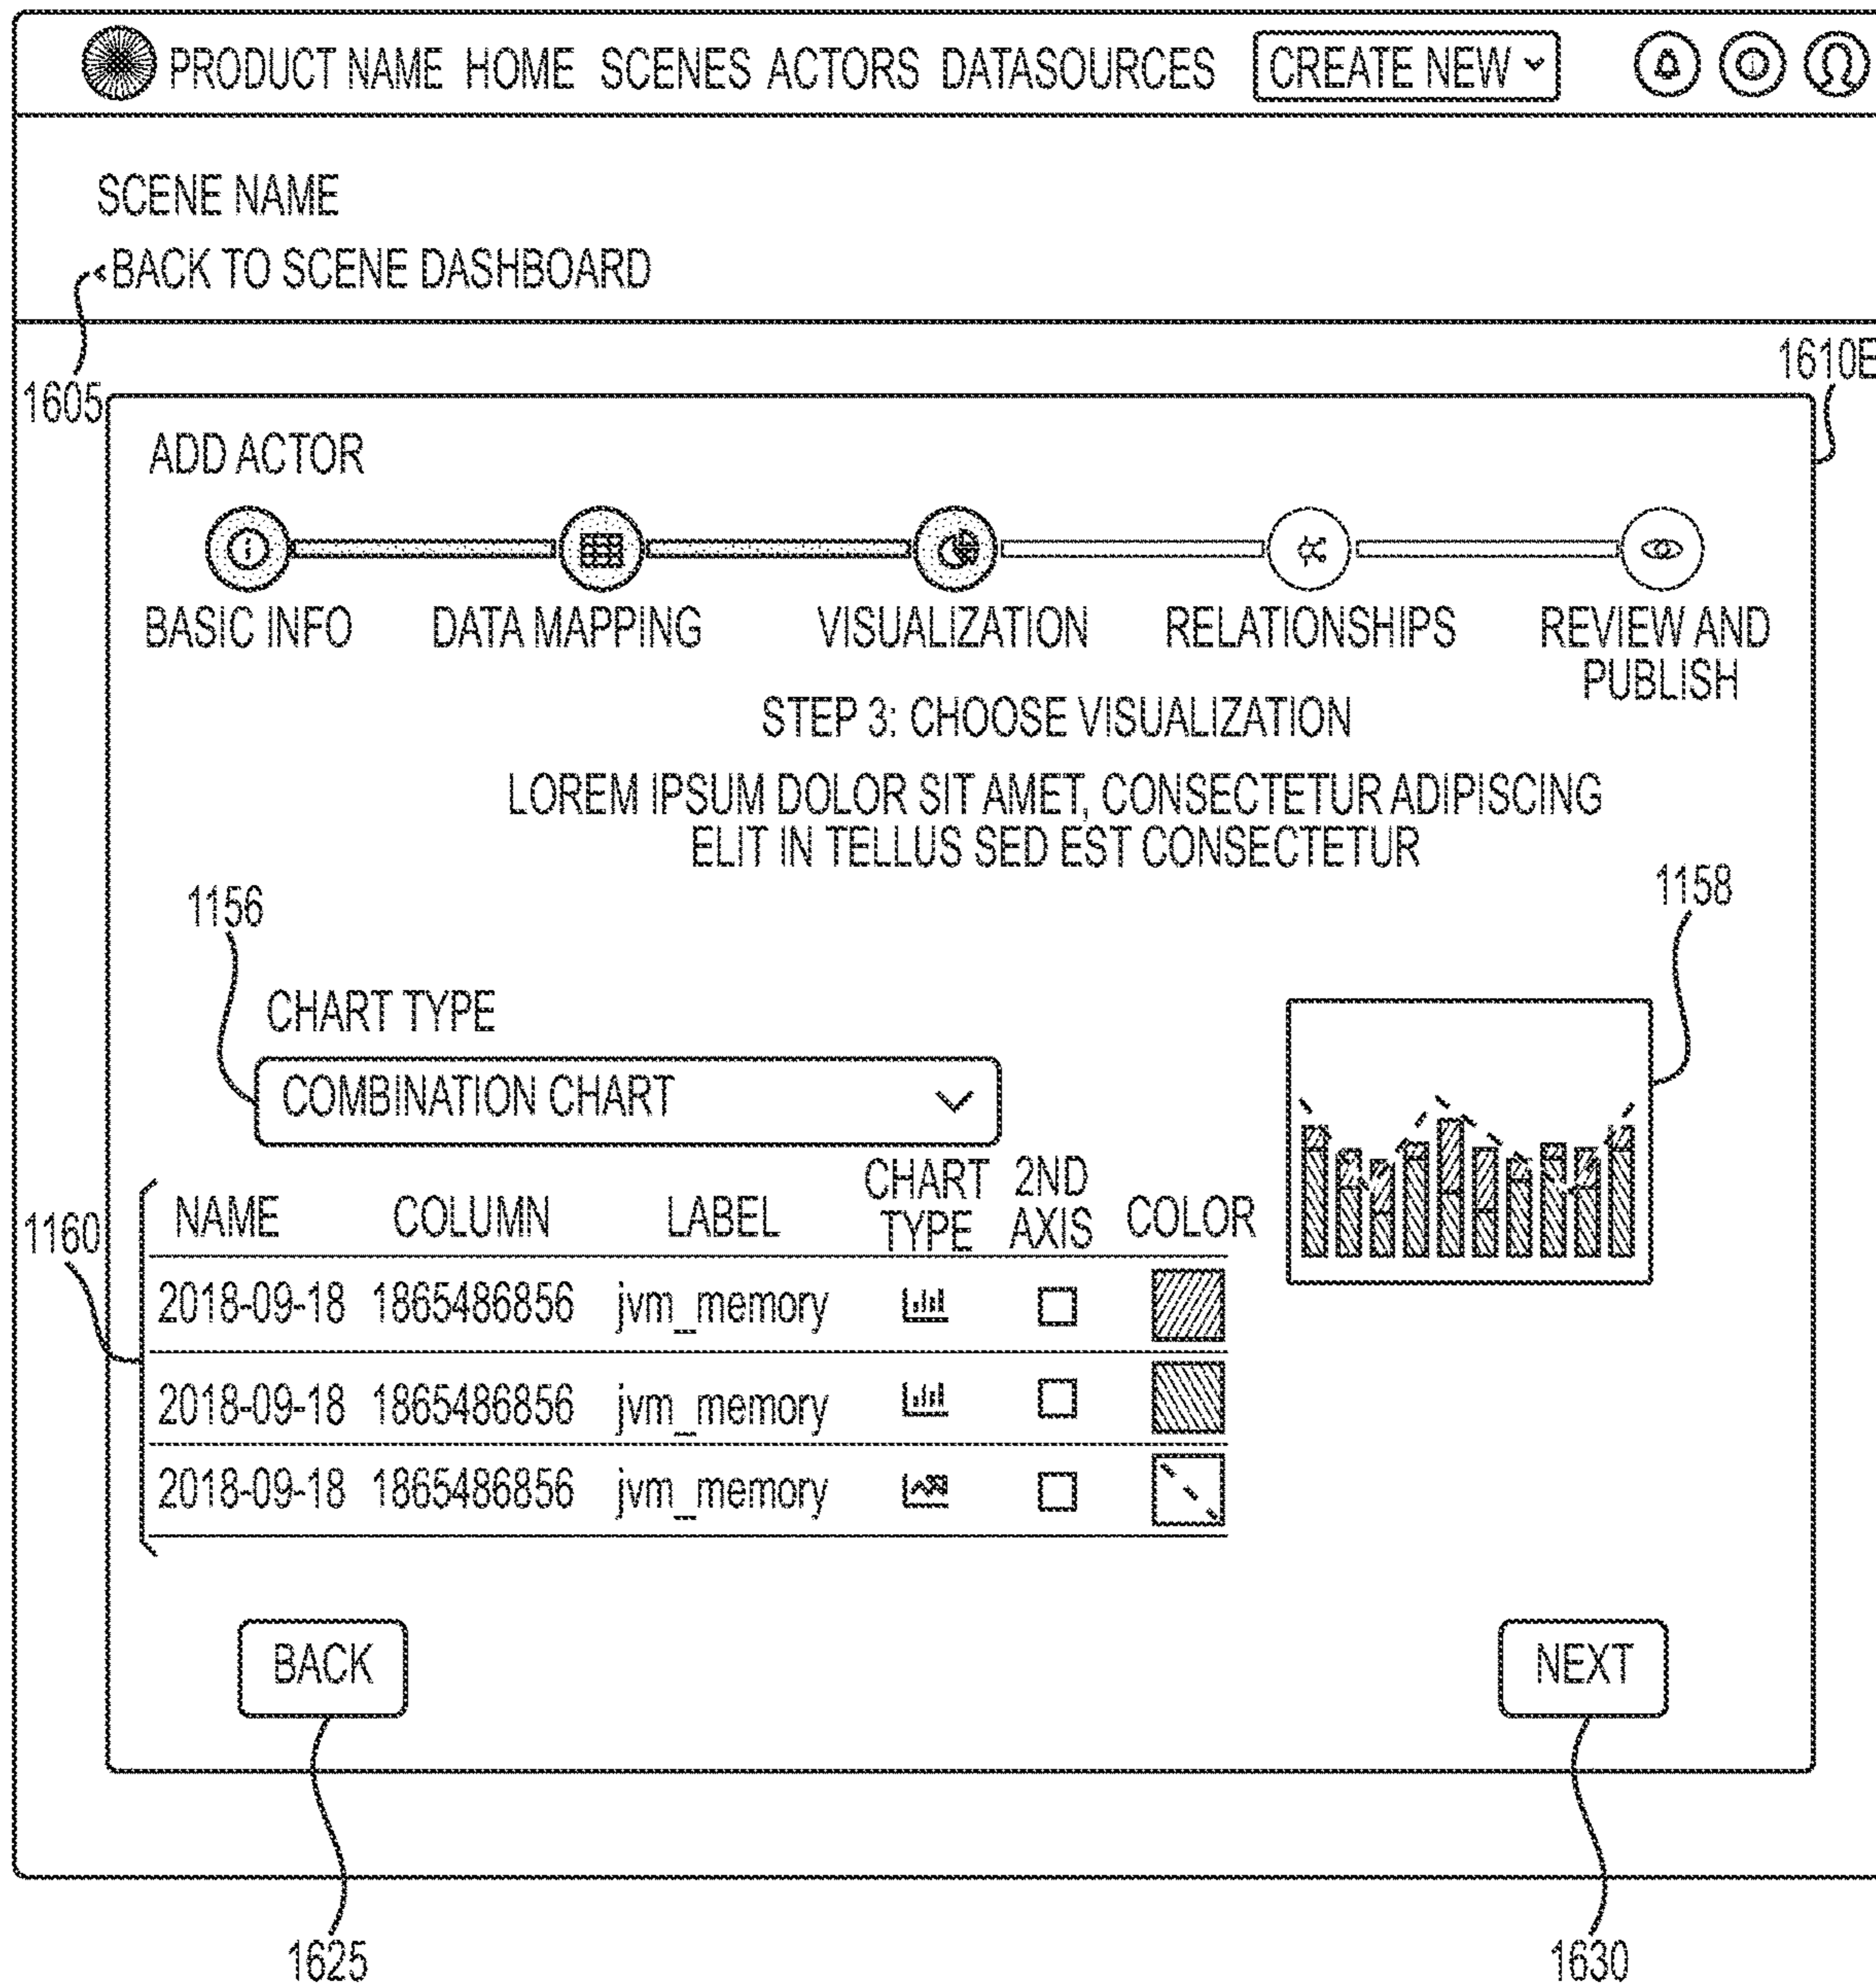 PRODUCT NAME HOME SCENES ACTORS DATASOURCES CREATE NEW
SCENE NAME
BACK TO SCENE DASHBOARD
1605
1610E
ADD ACTOR
BASIC INFO DATA MAPPING VISUALIZATION RELATIONSHIPS REVIEW AND
PUBLISH
STEP 3: CHOOSE VISUALIZATION
LOREM IPSUM DOLOR SIT AMET, CONSECTETUR ADIPISCING
ELIT IN TELLUS SED EST CONSECTETUR
1156
1158
CHART TYPE
COMBINATION CHART
1160
NAME COLUMN LABEL CHART TYPE 2ND AXIS COLOR
2018-09-18 1865486856 jvm_memory
2018-09-18 1865486856 jvm_memory
2018-09-18 1865486856 jvm_memory
BACK NEXT
1625 1630